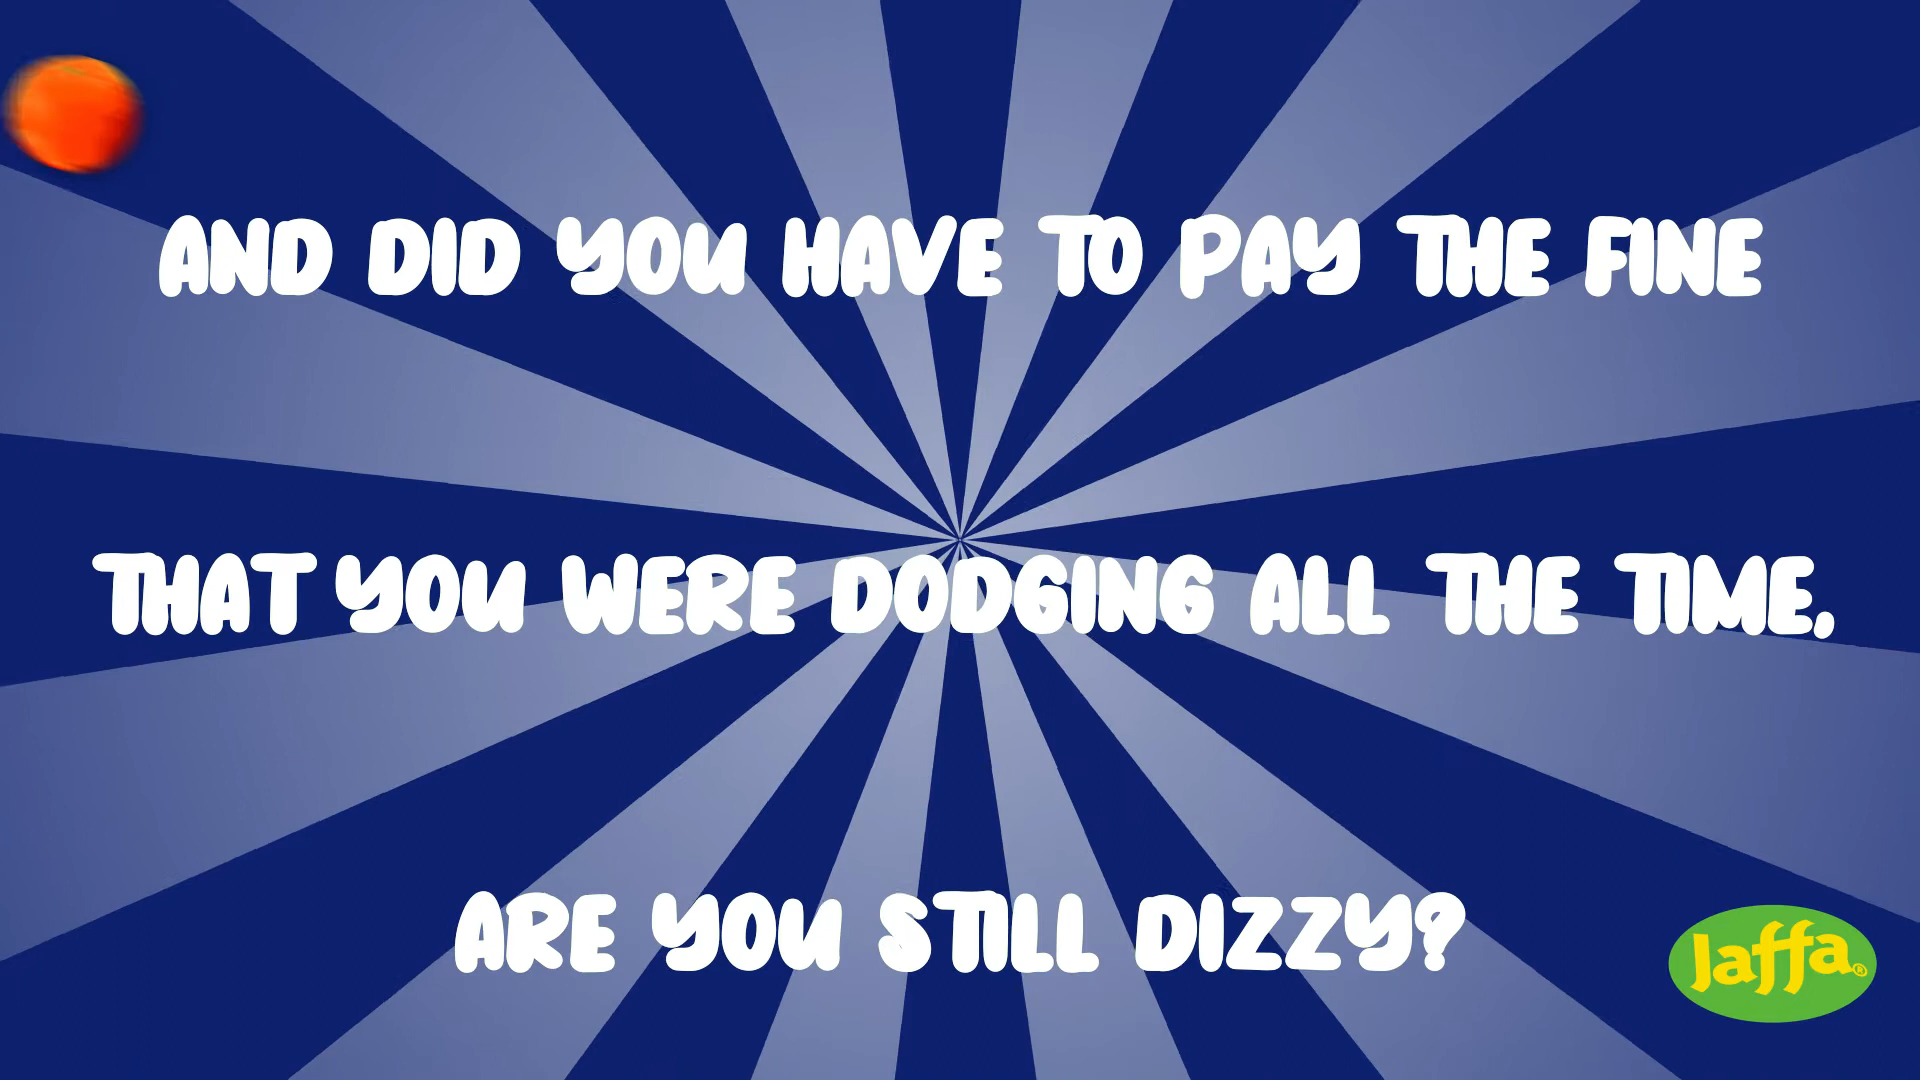 AND DID YOU HAVE TO PAY THE FINE
THAT YOU WERE DODGING ALL THE TIME,
ARE YOU STILL DIZZY?
Jaffa®